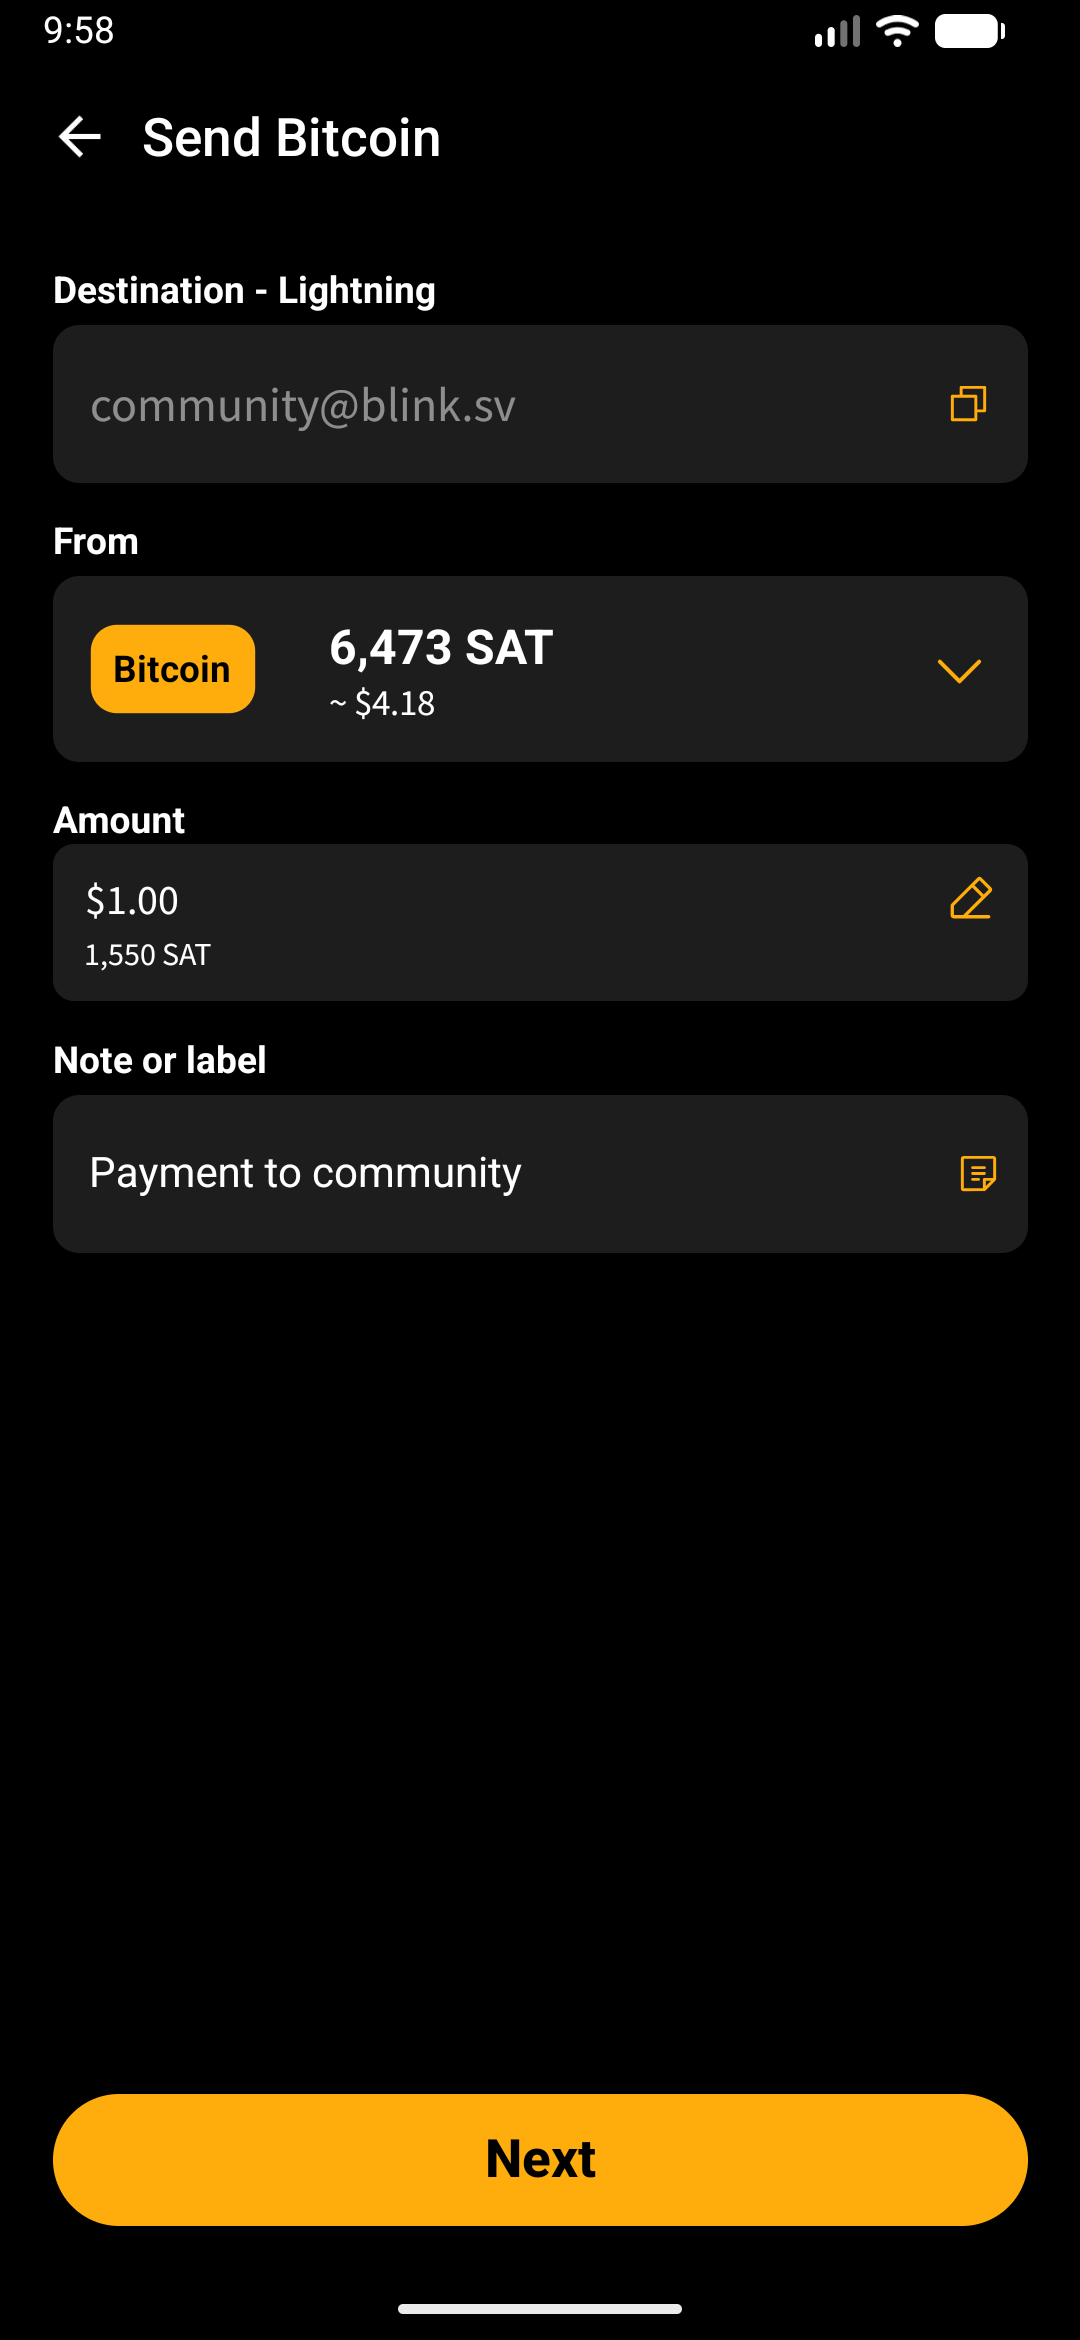 9:58
Send Bitcoin
Destination - Lightning
community@blink.sv
From
Bitcoin
6,473 SAT
~ $4.18
Amount
$1.00
1,550 SAT
Note or label
Payment to community
Next